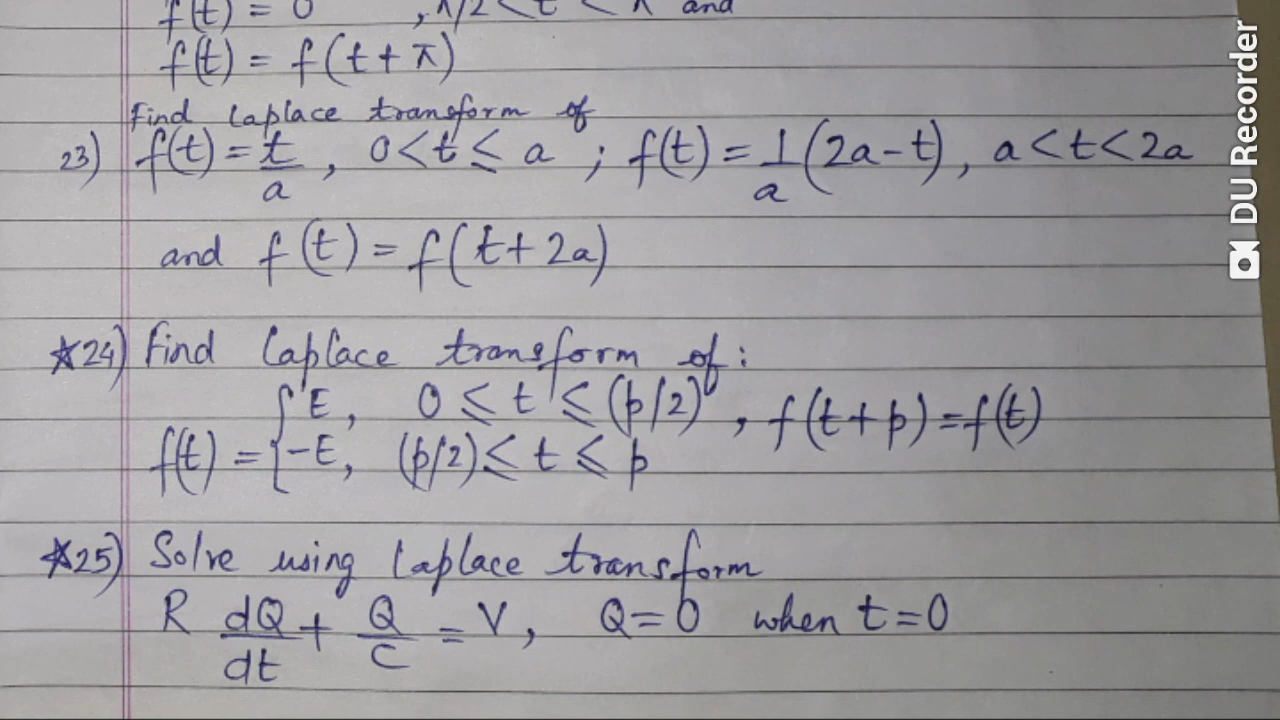 f(t) = 0 , π/2 < t < π and
f(t) = f(t + π)
Find Laplace transform of
23) f(t) = t/a , 0 < t ≤ a ; f(t) = 1/a (2a - t), a < t < 2a
and f(t) = f(t + 2a)
☆24) Find Laplace transform of :
f(t) = { E, 0 ≤ t ≤ (p/2) , f(t + p) = f(t)
-E, (p/2) ≤ t ≤ p
☆25) Solve using Laplace transform
R dQ/dt + Q/C = V, Q = 0 when t = 0
DU Recorder